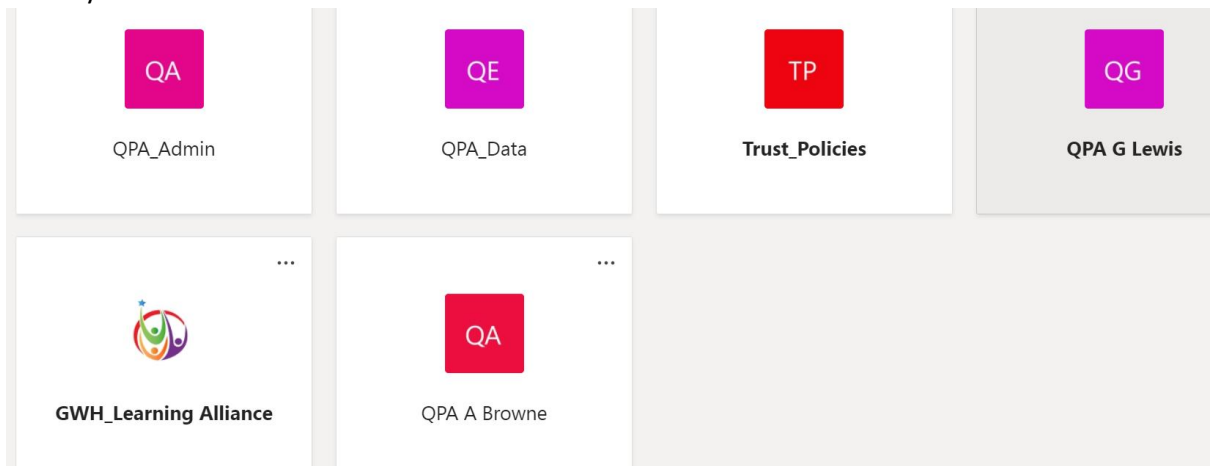 QA
QE
TP
QG
QPA_Admin
QPA_Data
Trust_Policies
QPA G Lewis
...
...
QA
GWH_Learning Alliance
QPA A Browne